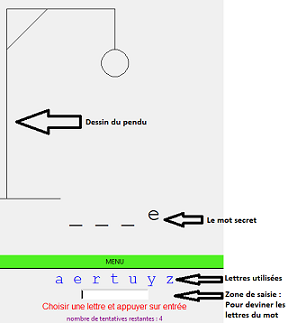 Dessin du pendu
_ _ _ e
Le mot secret
MENU
a e r t u y z
Lettres utilisées
Zone de saisie :
Pour deviner les
lettres du mot
Choisir une lettre et appuyer sur entrée
nombre de tentatives restantes : 4